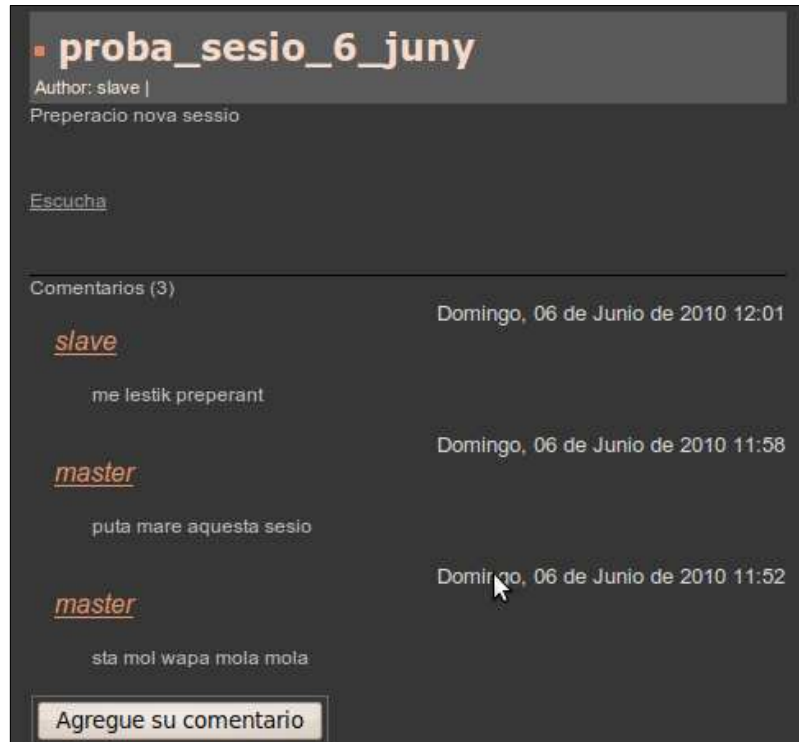 proba_sesio_6_juny
Author: slave |
Preperacio nova sessio
Escucha
Comentarios (3)
Domingo, 06 de Junio de 2010 12:01
slave
me lestik preperant
Domingo, 06 de Junio de 2010 11:58
master
puta mare aquesta sesio
Domingo, 06 de Junio de 2010 11:52
master
sta mol wapa mola mola
Agregue su comentario